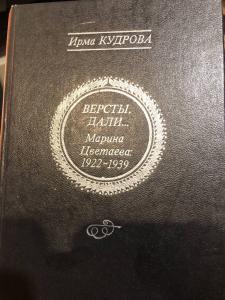 Ирма КУДРОВА
ВЕРСТЫ,
ДАЛИ...
Марина
Цветаева:
1922-1939